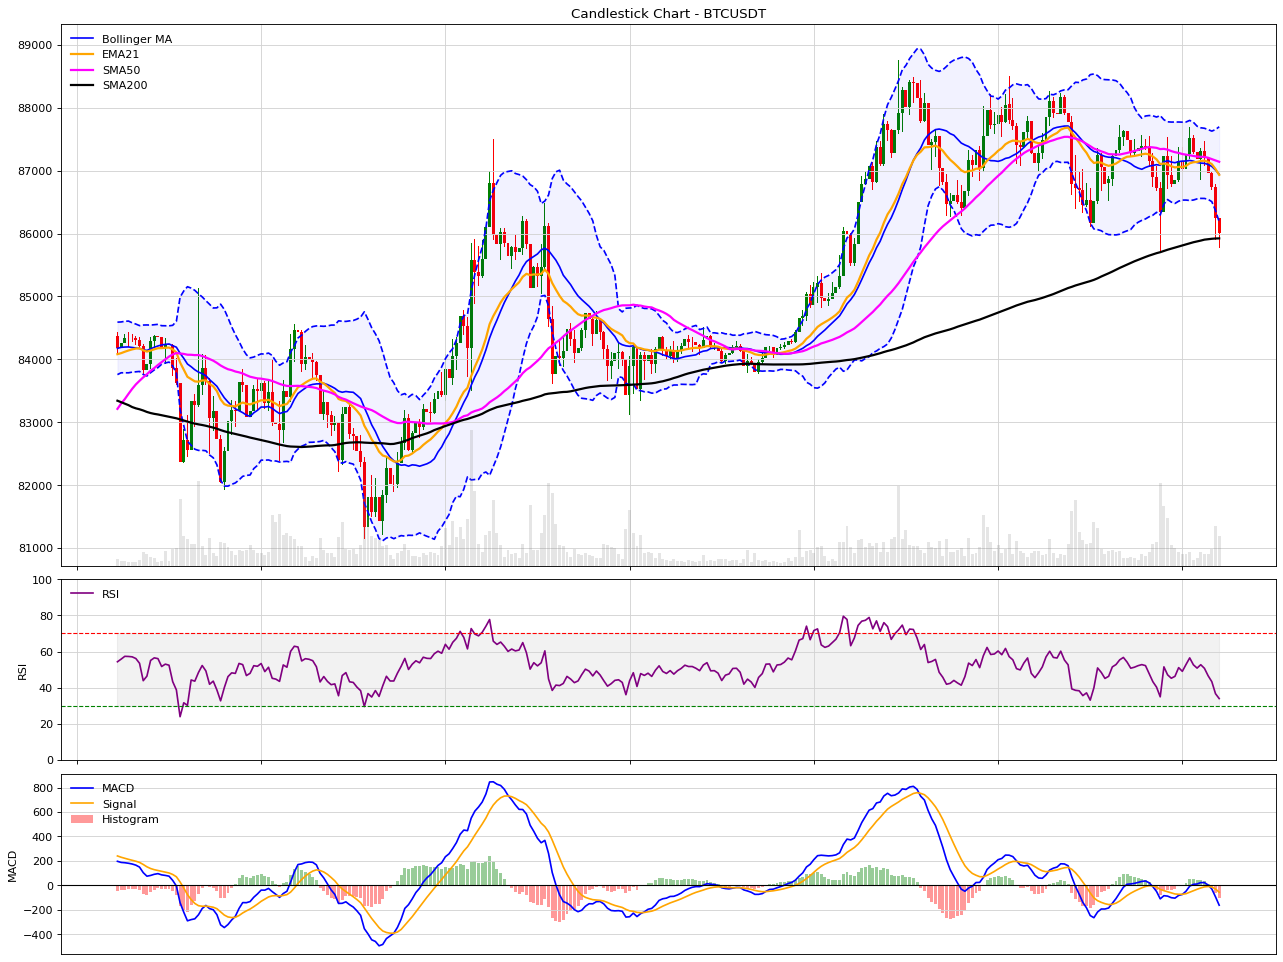 Candlestick Chart - BTCUSDT
Bollinger MA
EMA21
SMA50
SMA200
89000
88000
87000
86000
85000
84000
83000
82000
81000
RSI
RSI
100
80
60
40
20
0
MACD
Signal
Histogram
MACD
800
600
400
200
0
−200
−400